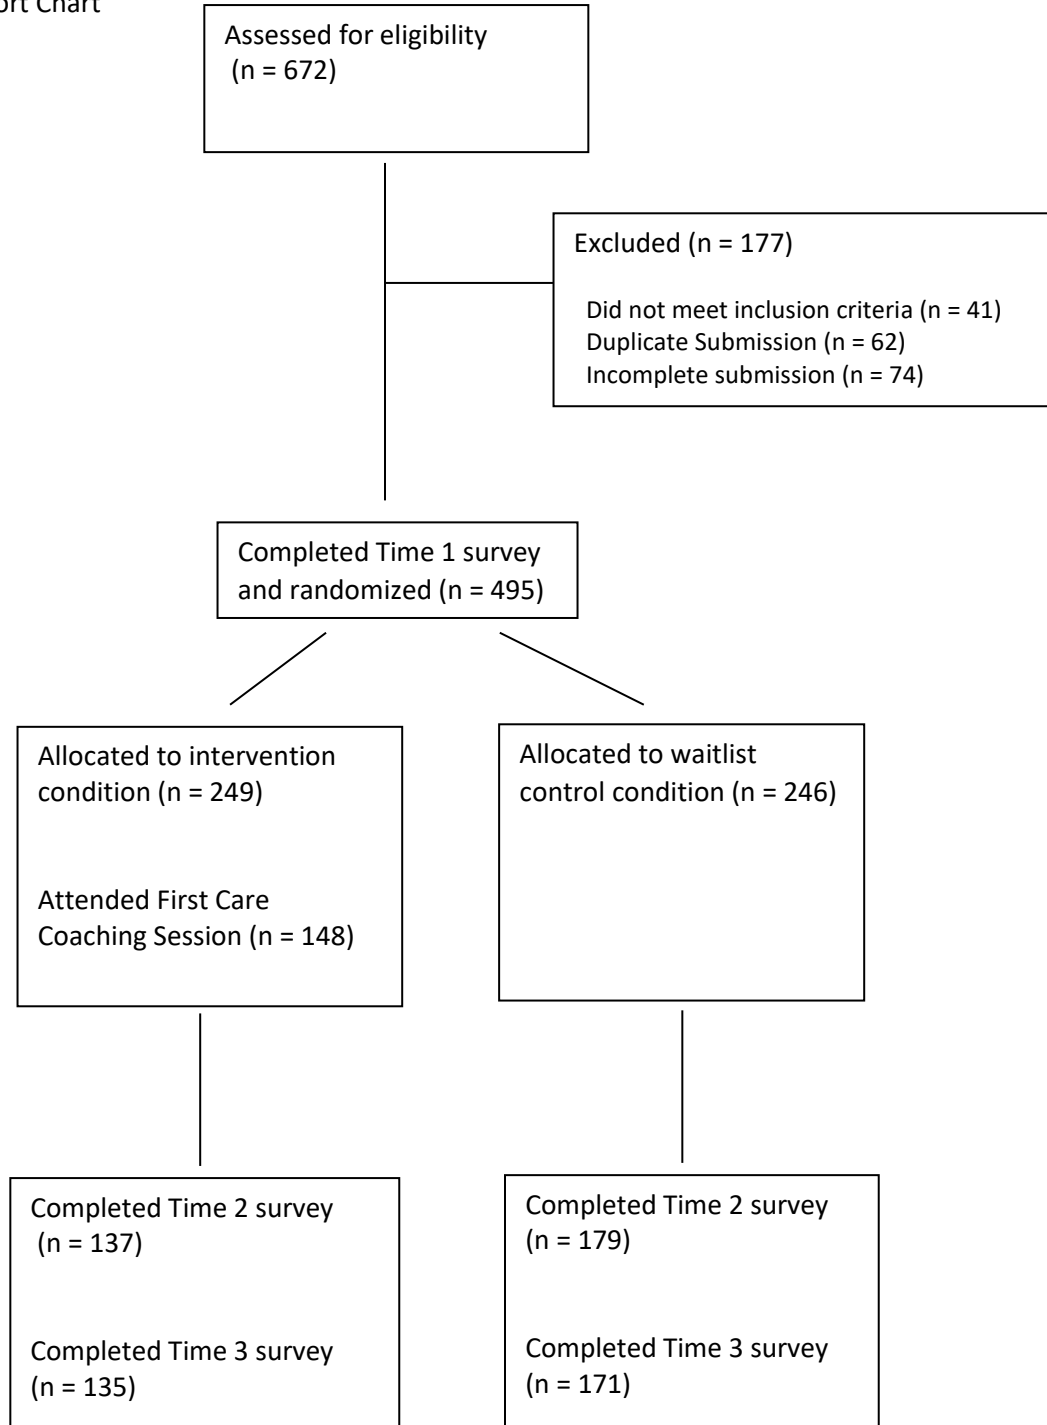 Chart
Assessed for eligibility
(n = 672)
Excluded (n = 177)
Did not meet inclusion criteria (n = 41)
Duplicate Submission (n = 62)
Incomplete submission (n = 74)
Completed Time 1 survey
and randomized (n = 495)
Allocated to intervention
condition (n = 249)
Attended First Care
Coaching Session (n = 148)
Allocated to waitlist
control condition (n = 246)
Completed Time 2 survey
(n = 137)
Completed Time 3 survey
(n = 135)
Completed Time 2 survey
(n = 179)
Completed Time 3 survey
(n = 171)